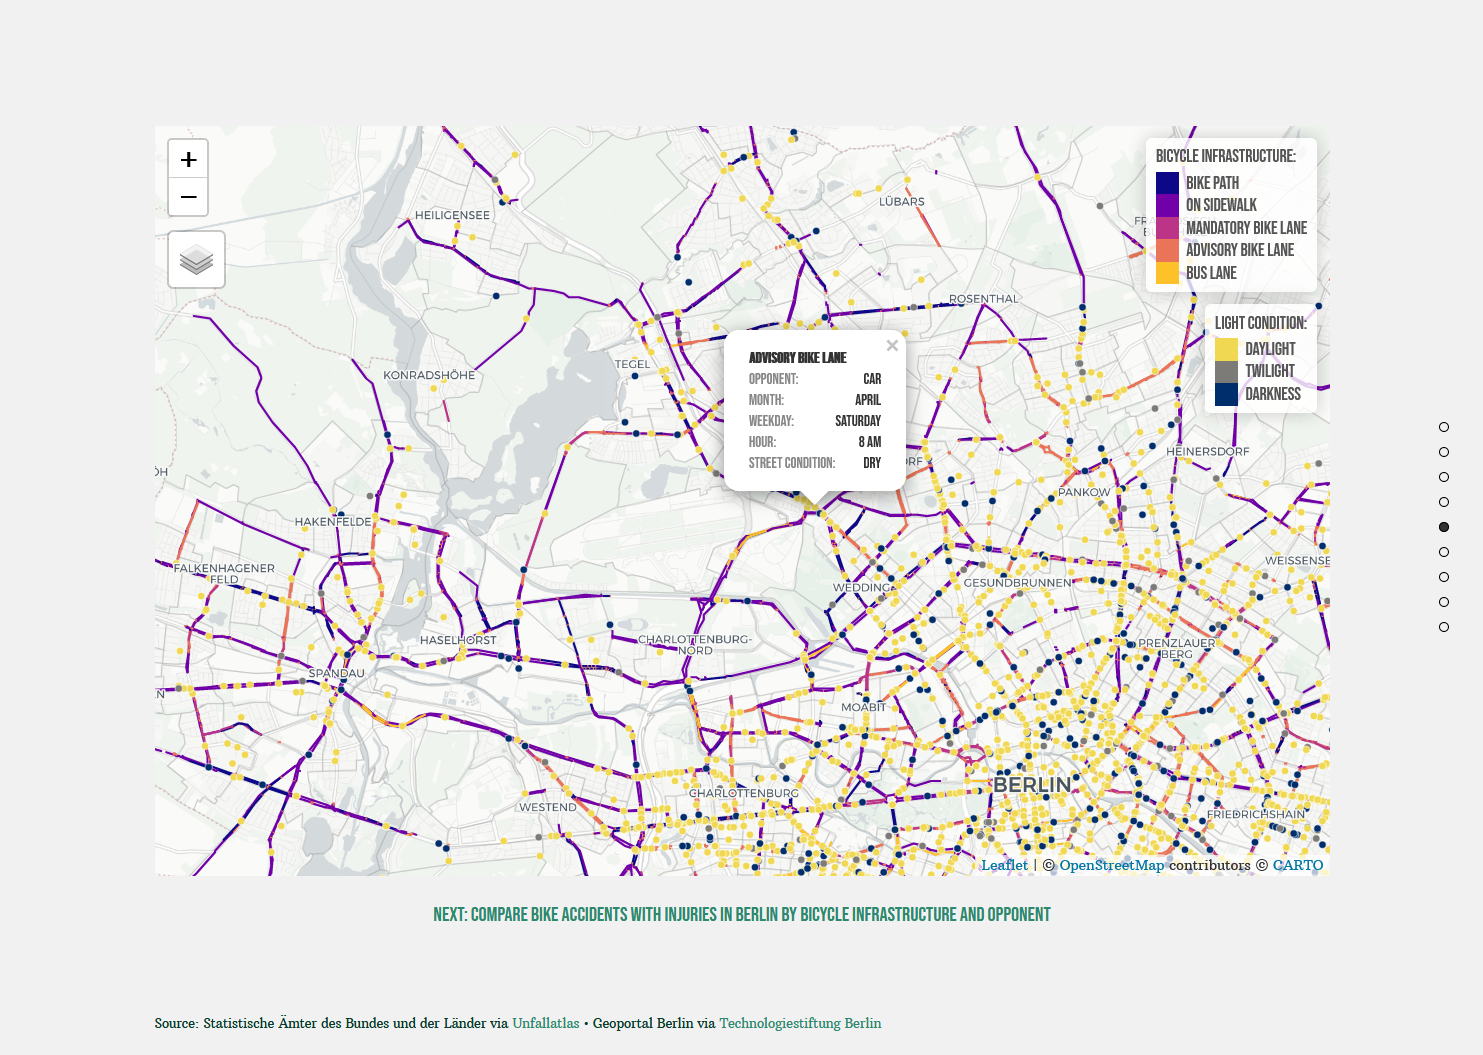 +
−
BICYCLE INFRASTRUCTURE:
BIKE PATH
ON SIDEWALK
MANDATORY BIKE LANE
ADVISORY BIKE LANE
BUS LANE
LIGHT CONDITION:
DAYLIGHT
TWILIGHT
DARKNESS
HEILIGENSEE
LÜBARS
FR
ROSENTHAL
TEGEL
KONRADSHÖHE
×
ADVISORY BIKE LANE
OPPONENT: CAR
MONTH: APRIL
WEEKDAY: SATURDAY
HOUR: 8 AM
STREET CONDITION: DRY
HEINERSDORF
ÖH
ORF
PANKOW
HAKENFELDE
WEISSENSE
FALKENHAGENER
FELD
WEDDING
GESUNDBRUNNEN
HASELHORST
CHARLOTTENBURG-
NORD
PRENZLAUER
BERG
SPANDAU
N
MOABIT
BERLIN
CHARLOTTENBURG
WESTEND
FRIEDRICHSHAIN
Leaflet | © OpenStreetMap contributors © CARTO
NEXT: COMPARE BIKE ACCIDENTS WITH INJURIES IN BERLIN BY BICYCLE INFRASTRUCTURE AND OPPONENT
Source: Statistische Ämter des Bundes und der Länder via Unfallatlas • Geoportal Berlin via Technologiestiftung Berlin